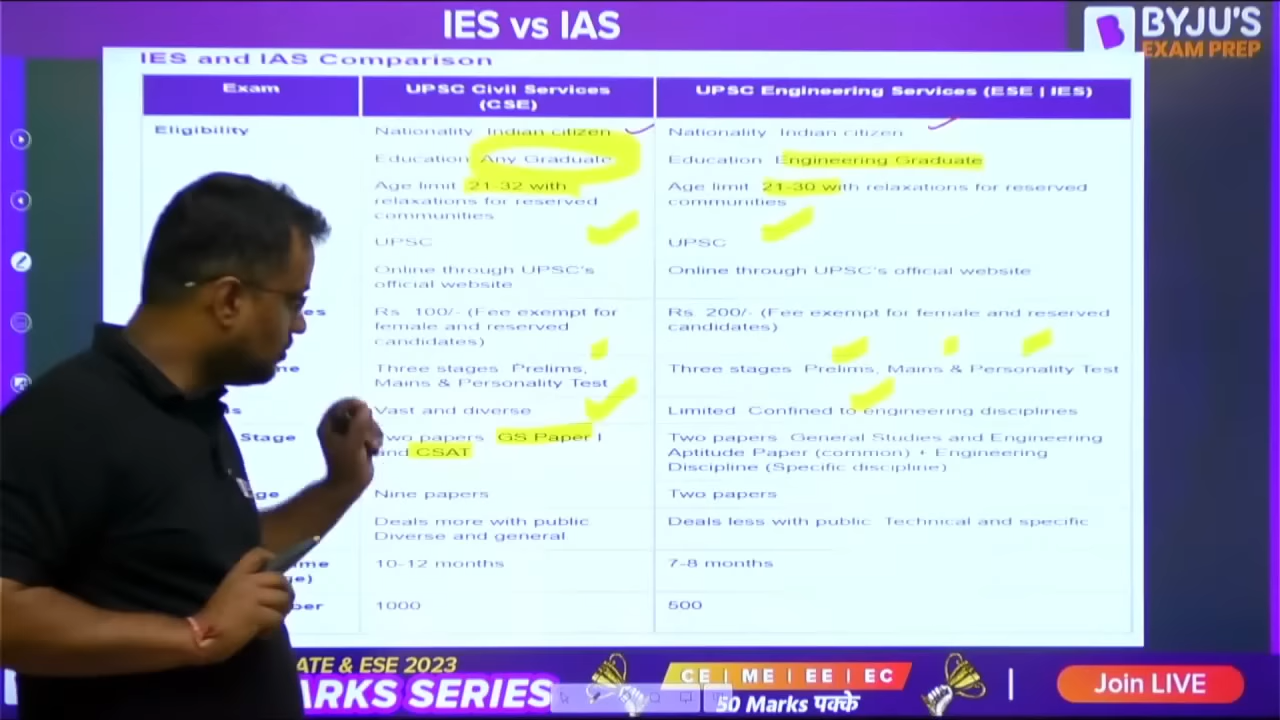 IES vs IAS
BYJU'S
EXAM PREP
IES and IAS Comparison
Exam
UPSC Civil Services
(CSE)
UPSC Engineering Services (ESE | IES)
Eligibility
Nationality Indian citizen
Nationality Indian citizen
Education Any Graduate
Education Engineering Graduate
Age limit 21-32 with
relaxations for reserved
communities
Age limit 21-30 with relaxations for reserved
communities
UPSC
UPSC
Online through UPSC's
official website
Online through UPSC's official website
es
Rs. 100/- (Fee exempt for
female and reserved
candidates)
Rs. 200/- (Fee exempt for female and reserved
candidates)
ne
Three stages Prelims,
Mains & Personality Test
Three stages Prelims, Mains & Personality Test
s
Vast and diverse
Limited Confined to engineering disciplines
Stage
Two papers GS Paper I
and CSAT
Two papers General Studies and Engineering
Aptitude Paper (common) + Engineering
Discipline (Specific discipline)
ge
Nine papers
Two papers
Deals more with public
Diverse and general
Deals less with public Technical and specific
me
e)
10-12 months
7-8 months
ber
1000
500
ATE & ESE 2023
ARKS SERIES
CE | ME | EE | EC
50 Marks पक्के
Join LIVE